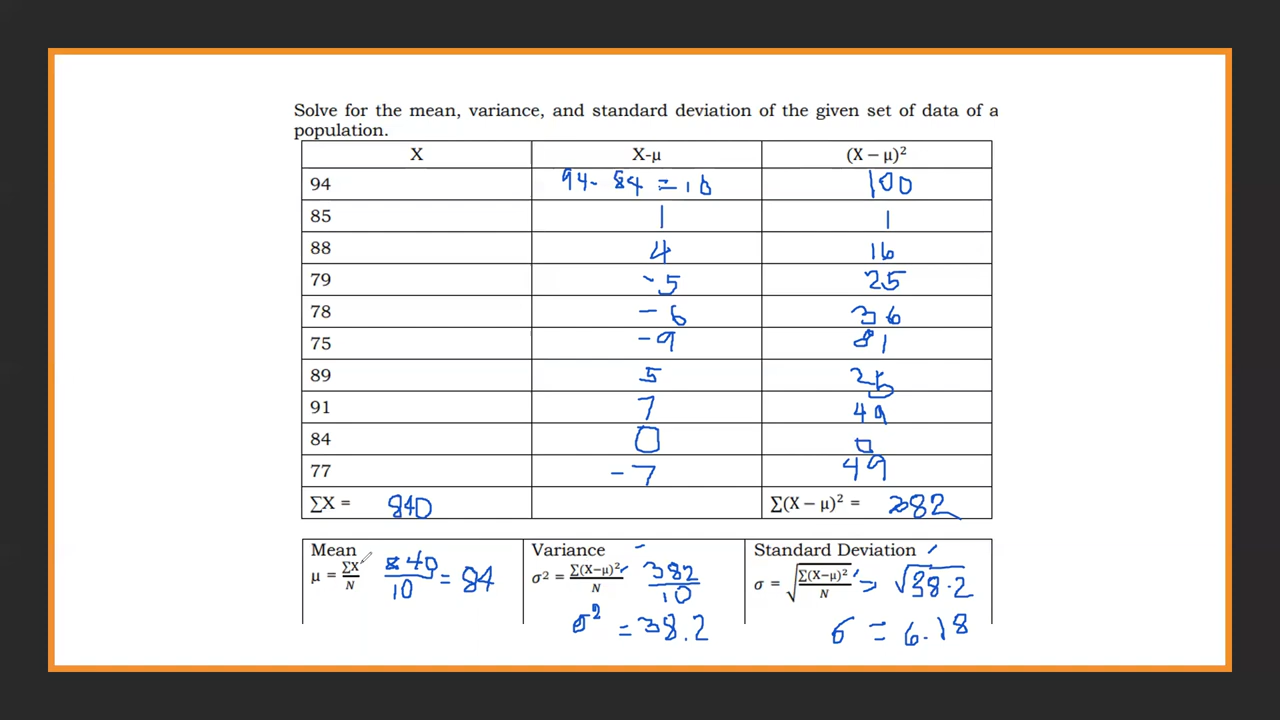 Solve for the mean, variance, and standard deviation of the given set of data of a
population.
X X-μ (X – μ)²
94 94- 84 = 10 100
85 1 1
88 4 16
79 -5 25
78 -6 36
75 -9 81
89 5 25
91 7 49
84 0 0
77 -7 49
∑X = 840 ∑(X – μ)² = 382
Mean Variance Standard Deviation
μ = ∑X/N 840/10 = 84 σ² = ∑(X–μ)²/N 382/10 σ = √∑(X–μ)²/N = √38.2
σ² = 38.2 σ = 6.18